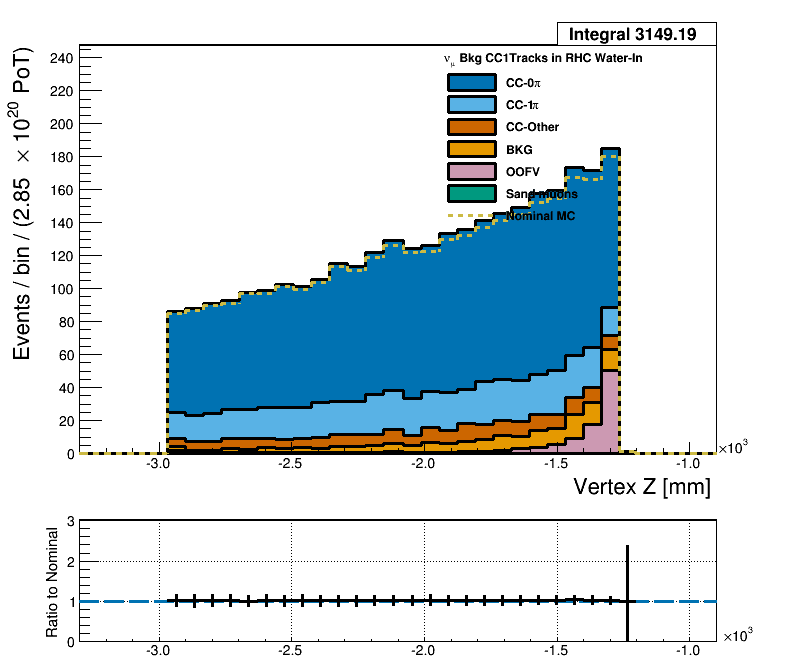 Integral 3149.19
ν_μ Bkg CC1Tracks in RHC Water-In
CC-0π
CC-1π
CC-Other
BKG
OOFV
Sand muons
Nominal MC
Events / bin / (2.85 × 10^20 PoT)
240
220
200
180
160
140
120
100
80
60
40
20
0
-3.0 -2.5 -2.0 -1.5 -1.0
×10^3
Vertex Z [mm]
Ratio to Nominal
3
2
1
0
-3.0 -2.5 -2.0 -1.5 -1.0
×10^3